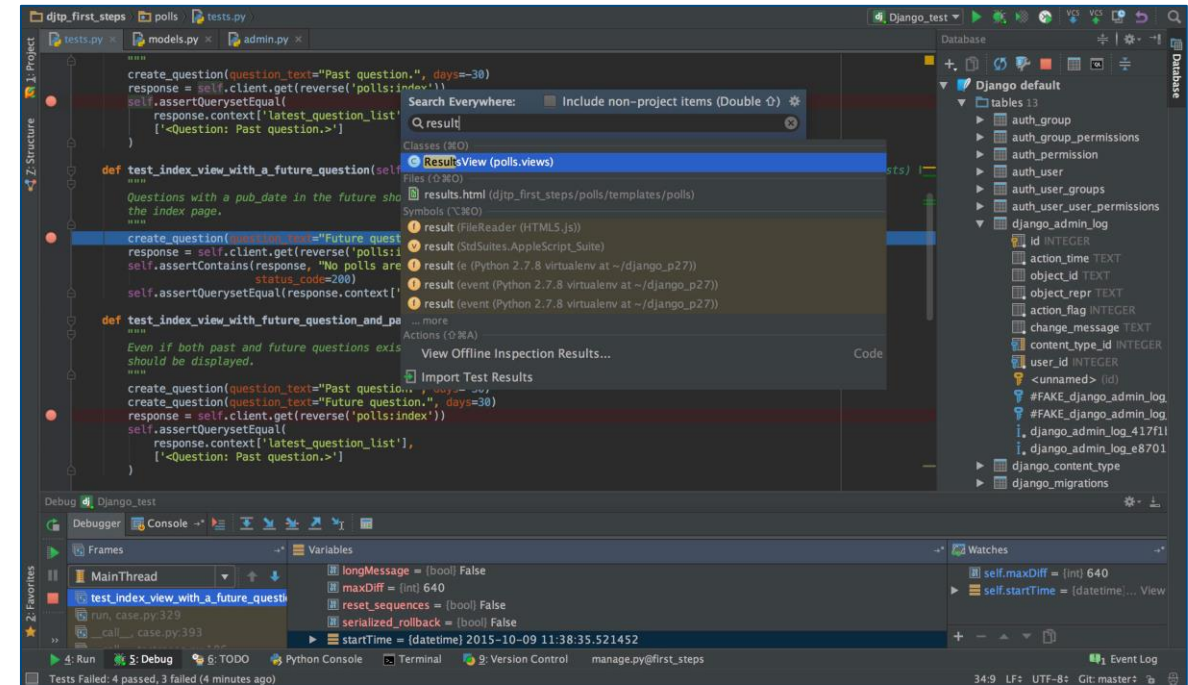 djtp_first_steps polls tests.py
Django_test
tests.py models.py admin.py
Database
1: Project
Z: Structure
2: Favorites
Database
"""
create_question(question_text="Past question.", days=-30)
response = self.client.get(reverse('polls:index'))
self.assertQuerysetEqual(
response.context['latest_question_list'
['<Question: Past question.>']
)
def test_index_view_with_a_future_question(self
"""
Questions with a pub_date in the future sho
the index page.
"""
create_question(question_text="Future quest
response = self.client.get(reverse('polls:i
self.assertContains(response, "No polls are
status_code=200)
self.assertQuerysetEqual(response.context['
def test_index_view_with_future_question_and_pa
"""
Even if both past and future questions exis
should be displayed.
"""
create_question(question_text="Past question.", days=-30)
create_question(question_text="Future question.", days=30)
response = self.client.get(reverse('polls:index'))
self.assertQuerysetEqual(
response.context['latest_question_list'],
['<Question: Past question.>']
)
Search Everywhere: Include non-project items (Double ⇧)
result
Classes (⌘O)
ResultsView (polls.views)
Files (⇧⌘O)
results.html (djtp_first_steps/polls/templates/polls)
Symbols (⌥⌘O)
result (FileReader (HTML5.js))
result (StdSuites.AppleScript_Suite)
result (e (Python 2.7.8 virtualenv at ~/django_p27))
result (event (Python 2.7.8 virtualenv at ~/django_p27))
result (event (Python 2.7.8 virtualenv at ~/django_p27))
... more
Actions (⇧⌘A)
View Offline Inspection Results... Code
Import Test Results
sts)
Django default
tables 13
auth_group
auth_group_permissions
auth_permission
auth_user
auth_user_groups
auth_user_user_permissions
django_admin_log
id INTEGER
action_time TEXT
object_id TEXT
object_repr TEXT
action_flag INTEGER
change_message TEXT
content_type_id INTEGER
user_id INTEGER
<unnamed> (id)
#FAKE_django_admin_log_
#FAKE_django_admin_log_
django_admin_log_417f1
django_admin_log_e8701
django_content_type
django_migrations
Debug Django_test
Debugger Console
Frames
MainThread
test_index_view_with_a_future_questi
run, case.py:329
__call__, case.py:393
Variables
longMessage = {bool} False
maxDiff = {int} 640
reset_sequences = {bool} False
serialized_rollback = {bool} False
startTime = {datetime} 2015-10-09 11:38:35.521452
Watches
self.maxDiff = {int} 640
self.startTime = {datetime}... View
4: Run 5: Debug 6: TODO Python Console Terminal 9: Version Control manage.py@first_steps 1 Event Log
Tests Failed: 4 passed, 3 failed (4 minutes ago) 34:9 LF UTF-8 Git:master